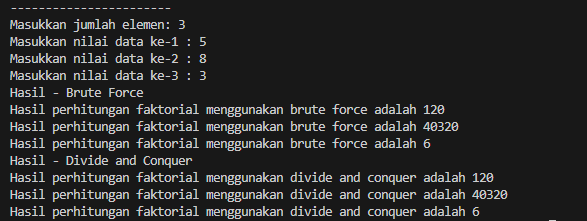 -----------------------
Masukkan jumlah elemen: 3
Masukkan nilai data ke-1 : 5
Masukkan nilai data ke-2 : 8
Masukkan nilai data ke-3 : 3
Hasil - Brute Force
Hasil perhitungan faktorial menggunakan brute force adalah 120
Hasil perhitungan faktorial menggunakan brute force adalah 40320
Hasil perhitungan faktorial menggunakan brute force adalah 6
Hasil - Divide and Conquer
Hasil perhitungan faktorial menggunakan divide and conquer adalah 120
Hasil perhitungan faktorial menggunakan divide and conquer adalah 40320
Hasil perhitungan faktorial menggunakan divide and conquer adalah 6